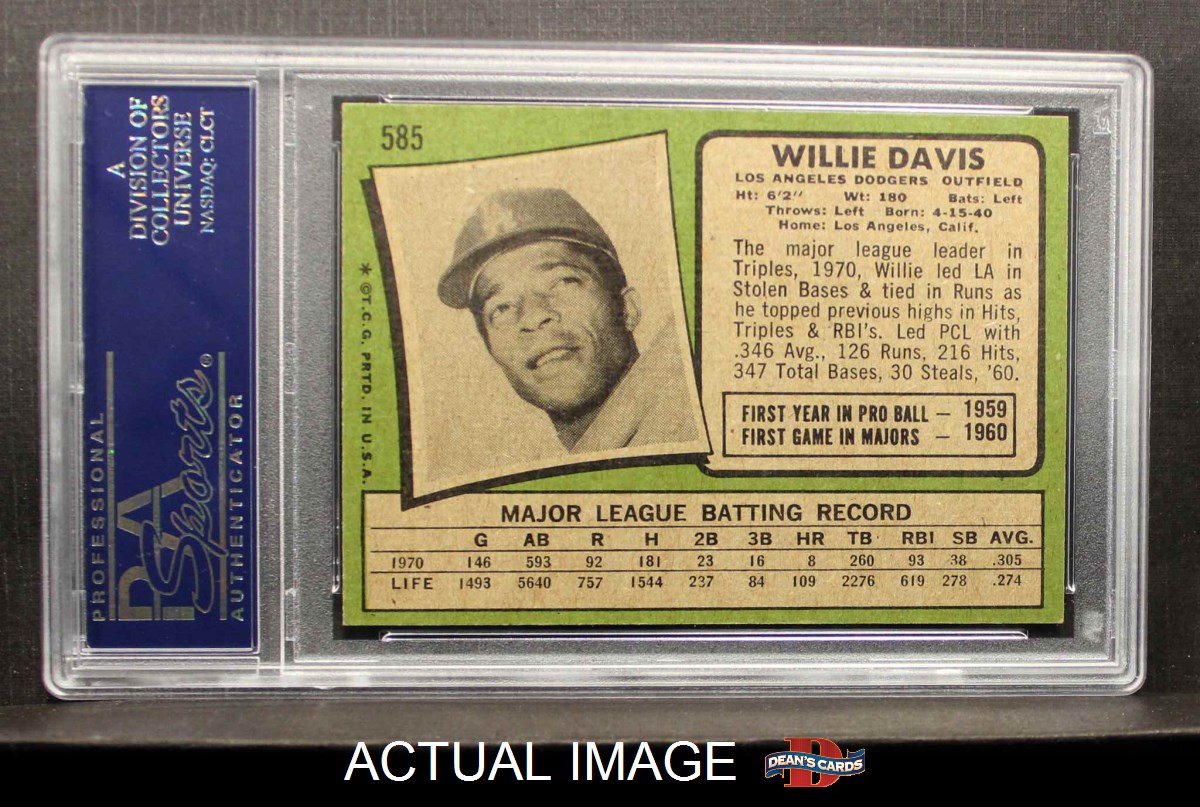 A
DIVISION OF
COLLECTORS
UNIVERSE
NASDAQ: CLCT
PROFESSIONAL
PSA
Sports®
AUTHENTICATOR
585
* ©T.C.G. PRTD. IN U.S.A.
WILLIE DAVIS
LOS ANGELES DODGERS OUTFIELD
Ht: 6'2" Wt: 180 Bats: Left
Throws: Left Born: 4-15-40
Home: Los Angeles, Calif.
The major league leader in
Triples, 1970, Willie led LA in
Stolen Bases & tied in Runs as
he topped previous highs in Hits,
Triples & RBI's. Led PCL with
.346 Avg., 126 Runs, 216 Hits,
347 Total Bases, 30 Steals, '60.
FIRST YEAR IN PRO BALL — 1959
FIRST GAME IN MAJORS — 1960
MAJOR LEAGUE BATTING RECORD
G AB R H 2B 3B HR TB RBI SB AVG.
1970 146 593 92 181 23 16 8 260 93 38 .305
LIFE 1493 5640 757 1544 237 84 109 2276 619 278 .274
ACTUAL IMAGE
D
DEAN'S CARDS